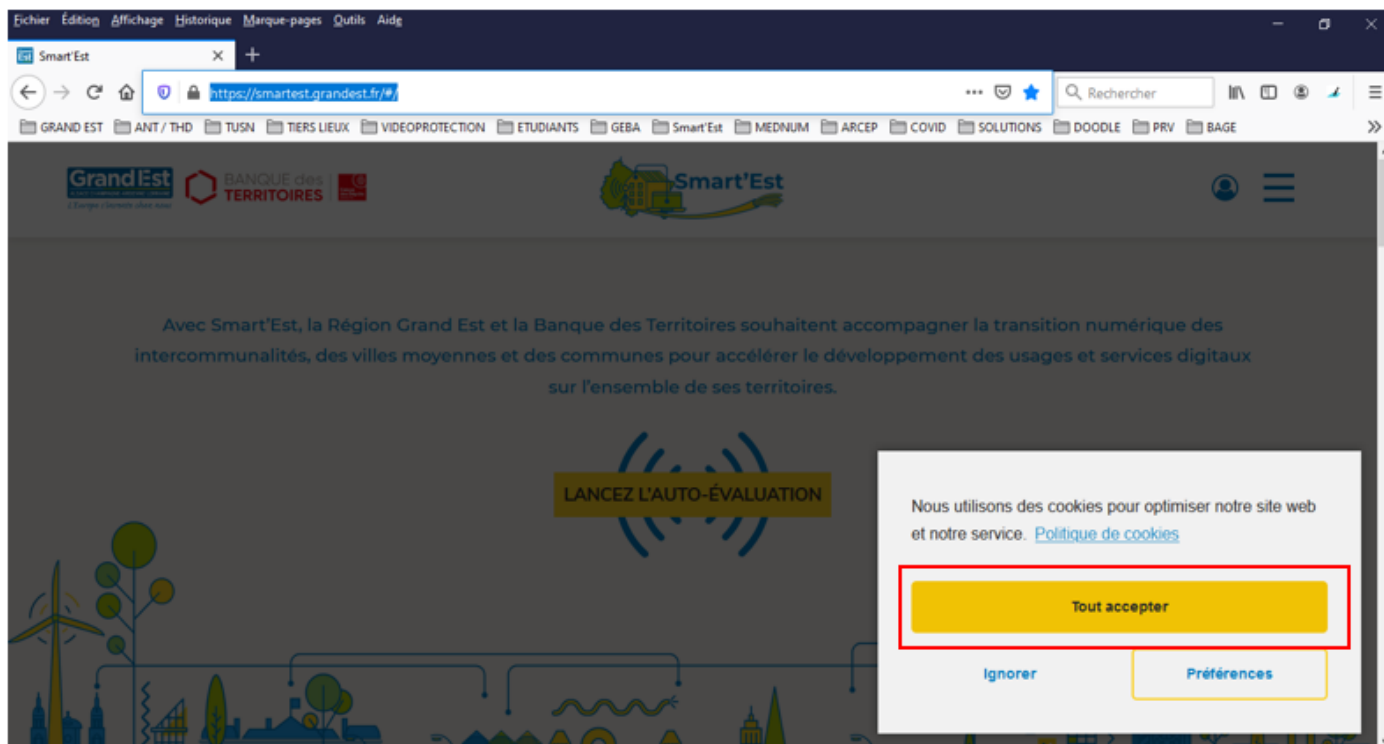 Fichier Édition Affichage Historique Marque-pages Outils Aide
Smart'Est
https://smartest.grandest.fr/#/
Rechercher
GRAND EST ANT / THD TUSN TIERS LIEUX VIDEOPROTECTION ETUDIANTS GEBA Smart'Est MEDNUM ARCEP COVID SOLUTIONS DOODLE PRV BAGE
Grand Est
BANQUE des
TERRITOIRES
Smart'Est
Avec Smart'Est, la Région Grand Est et la Banque des Territoires souhaitent accompagner la transition numérique des
intercommunalités, des villes moyennes et des communes pour accélérer le développement des usages et services digitaux
sur l'ensemble de ses territoires.
LANCEZ L'AUTO-ÉVALUATION
Nous utilisons des cookies pour optimiser notre site web
et notre service. Politique de cookies
Tout accepter
Ignorer
Préférences